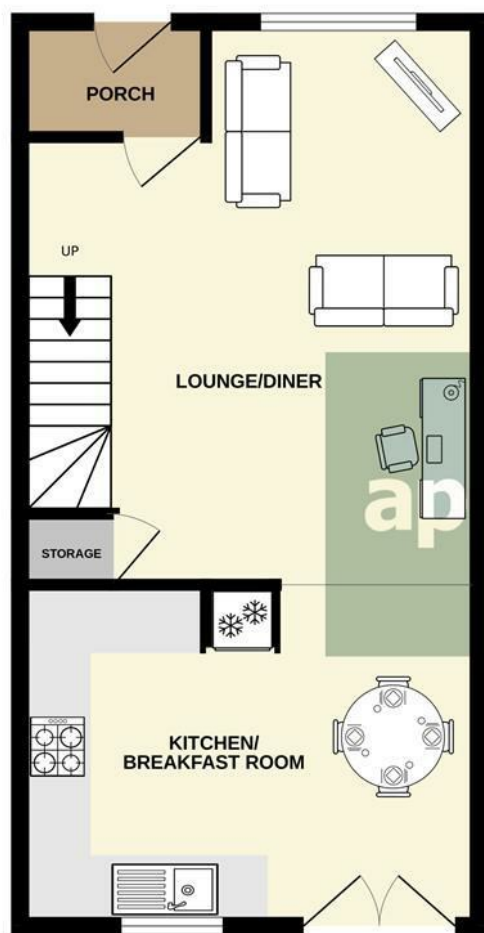 PORCH
UP
LOUNGE/DINER
ap
STORAGE
KITCHEN/
BREAKFAST ROOM